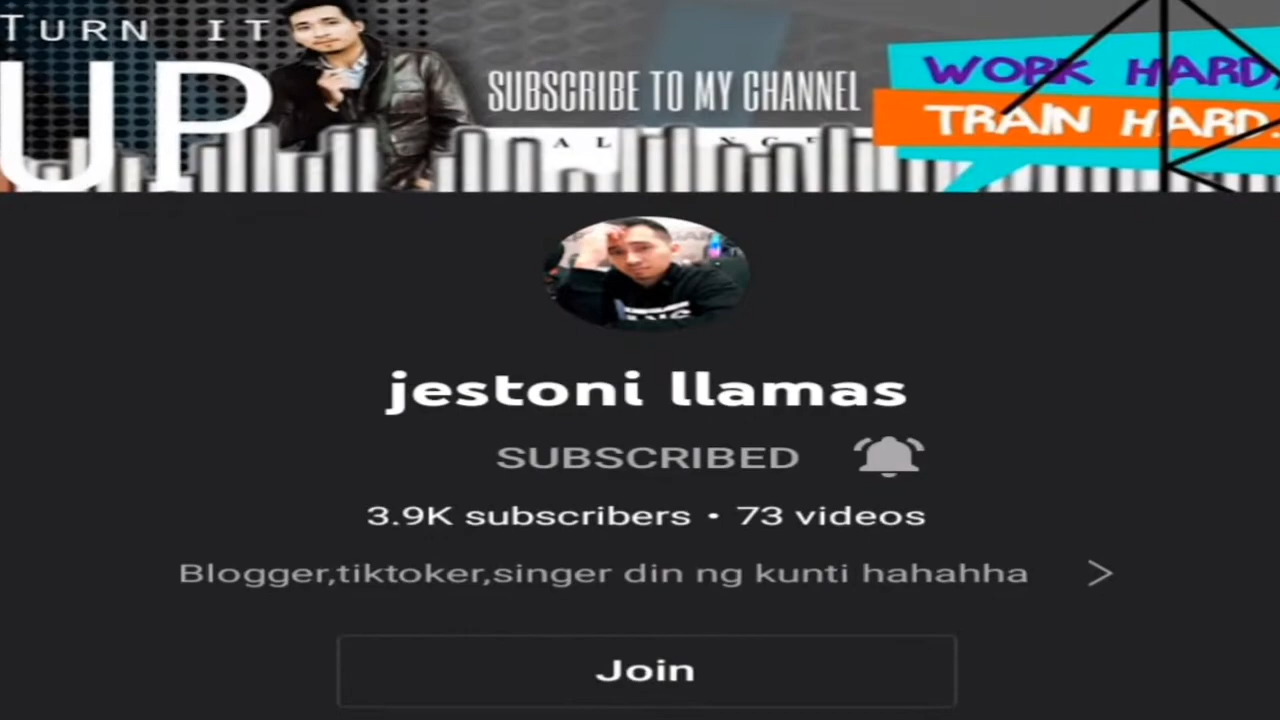 TURN IT
UP
SUBSCRIBE TO MY CHANNEL
WORK HARD,
TRAIN HARD.
jestoni llamas
SUBSCRIBED
3.9K subscribers • 73 videos
Blogger,tiktoker,singer din ng kunti hahahha
Join